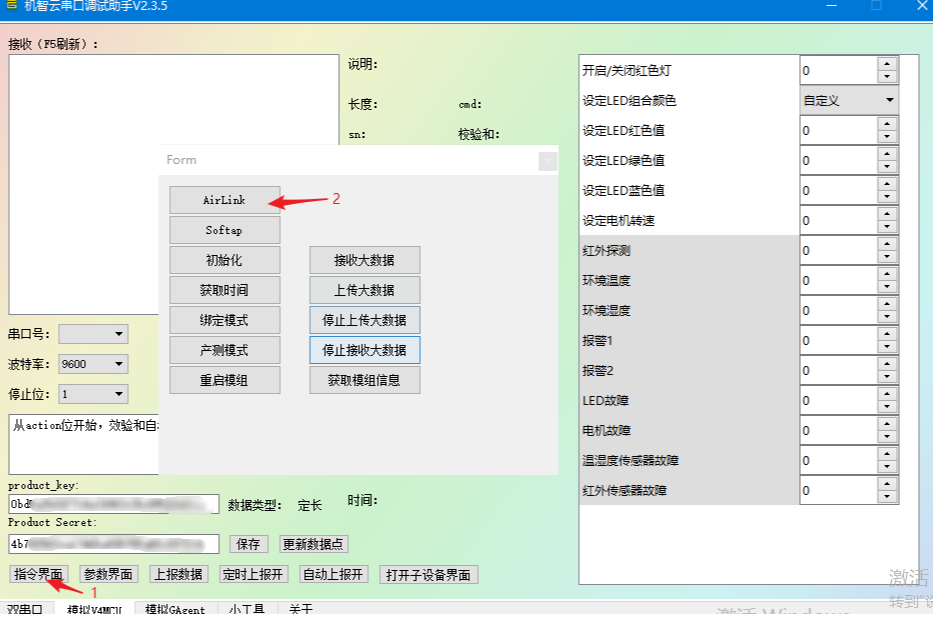 机智云串口调试助手V2.3.5
接收（F5刷新）:
说明:
长度:
cmd:
sn:
校验和:
Form
AirLink
2
Softap
初始化
接收大数据
获取时间
上传大数据
绑定模式
停止上传大数据
产测模式
停止接收大数据
重启模组
获取模组信息
串口号:
波特率: 9600
停止位: 1
从action位开始，效验和自
product_key:
0bd
数据类型: 定长
时间:
Product Secret:
4b7
保存
更新数据点
指令界面
参数界面
上报数据
定时上报开
自动上报开
打开子设备界面
1
双串口
模拟V4MCU
模拟GAgent
小工具
关于
开启/关闭红色灯 0
设定LED组合颜色 自定义
设定LED红色值 0
设定LED绿色值 0
设定LED蓝色值 0
设定电机转速 0
红外探测 0
环境温度 0
环境湿度 0
报警1 0
报警2 0
LED故障 0
电机故障 0
温湿度传感器故障 0
红外传感器故障 0
激活
转到"设
激活 Windows